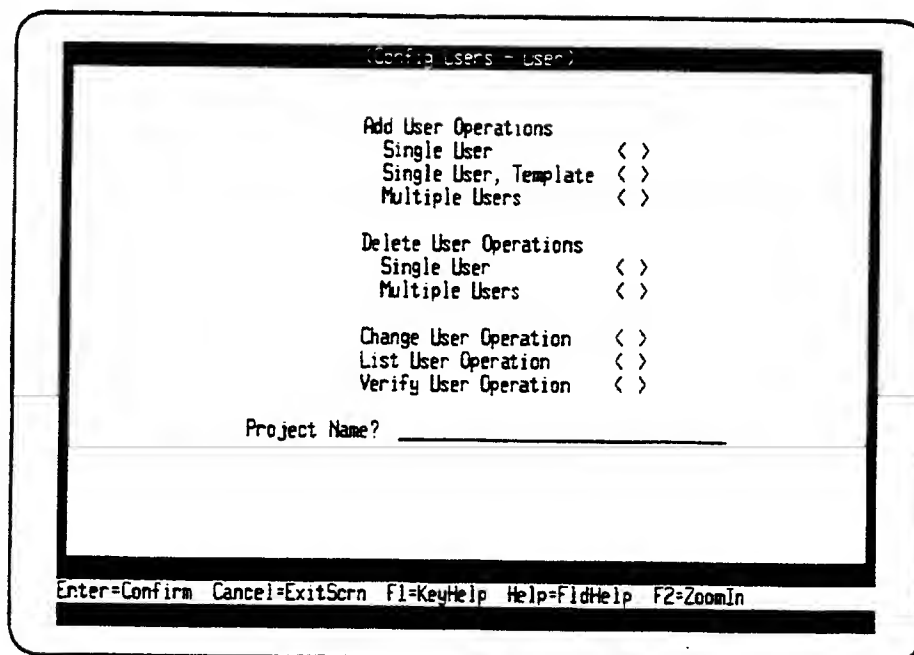 (Config Users - User)
Add User Operations
Single User < >
Single User, Template < >
Multiple Users < >
Delete User Operations
Single User < >
Multiple Users < >
Change User Operation < >
List User Operation < >
Verify User Operation < >
Project Name?
Enter=Confirm Cancel=ExitScrn F1=KeyHelp Help=FldHelp F2=ZoomIn